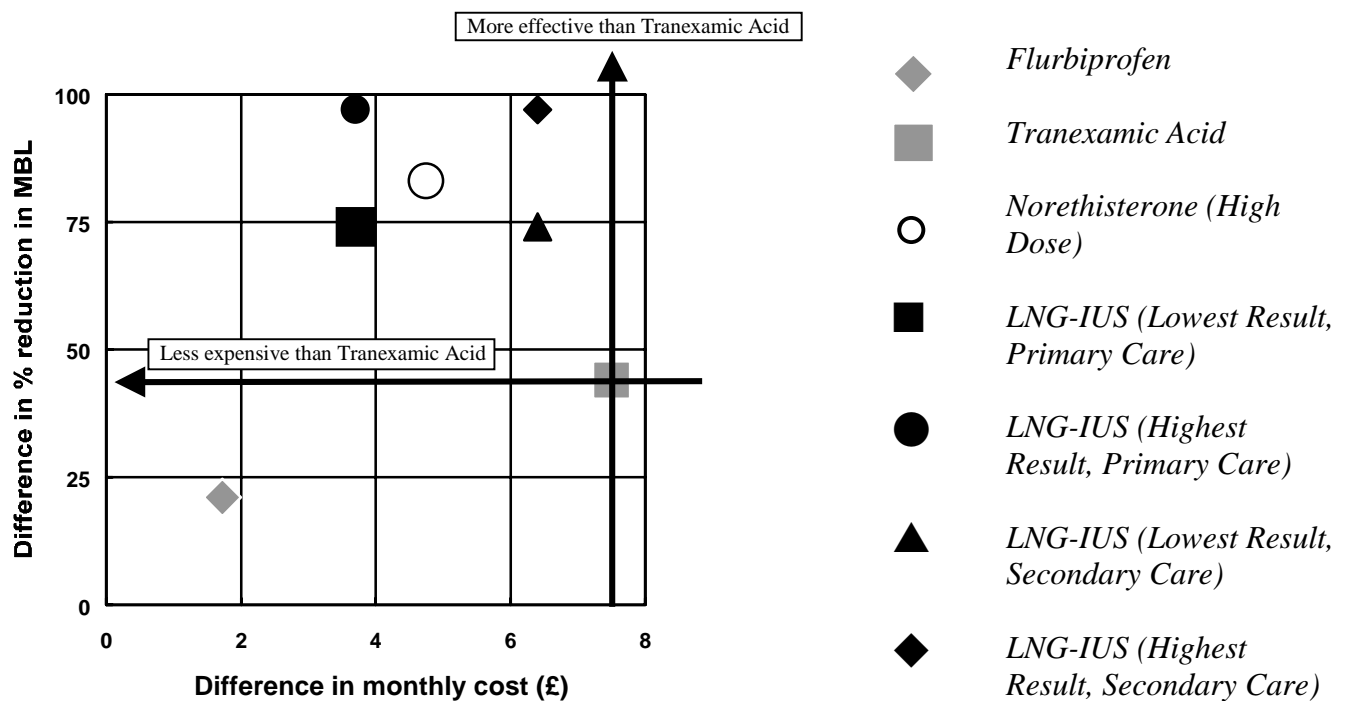 More effective than Tranexamic Acid
100
75
50
25
0
Difference in % reduction in MBL
Less expensive than Tranexamic Acid
0 2 4 6 8
Difference in monthly cost (£)
Flurbiprofen
Tranexamic Acid
Norethisterone (High
Dose)
LNG-IUS (Lowest Result,
Primary Care)
LNG-IUS (Highest
Result, Primary Care)
LNG-IUS (Lowest Result,
Secondary Care)
LNG-IUS (Highest
Result, Secondary Care)